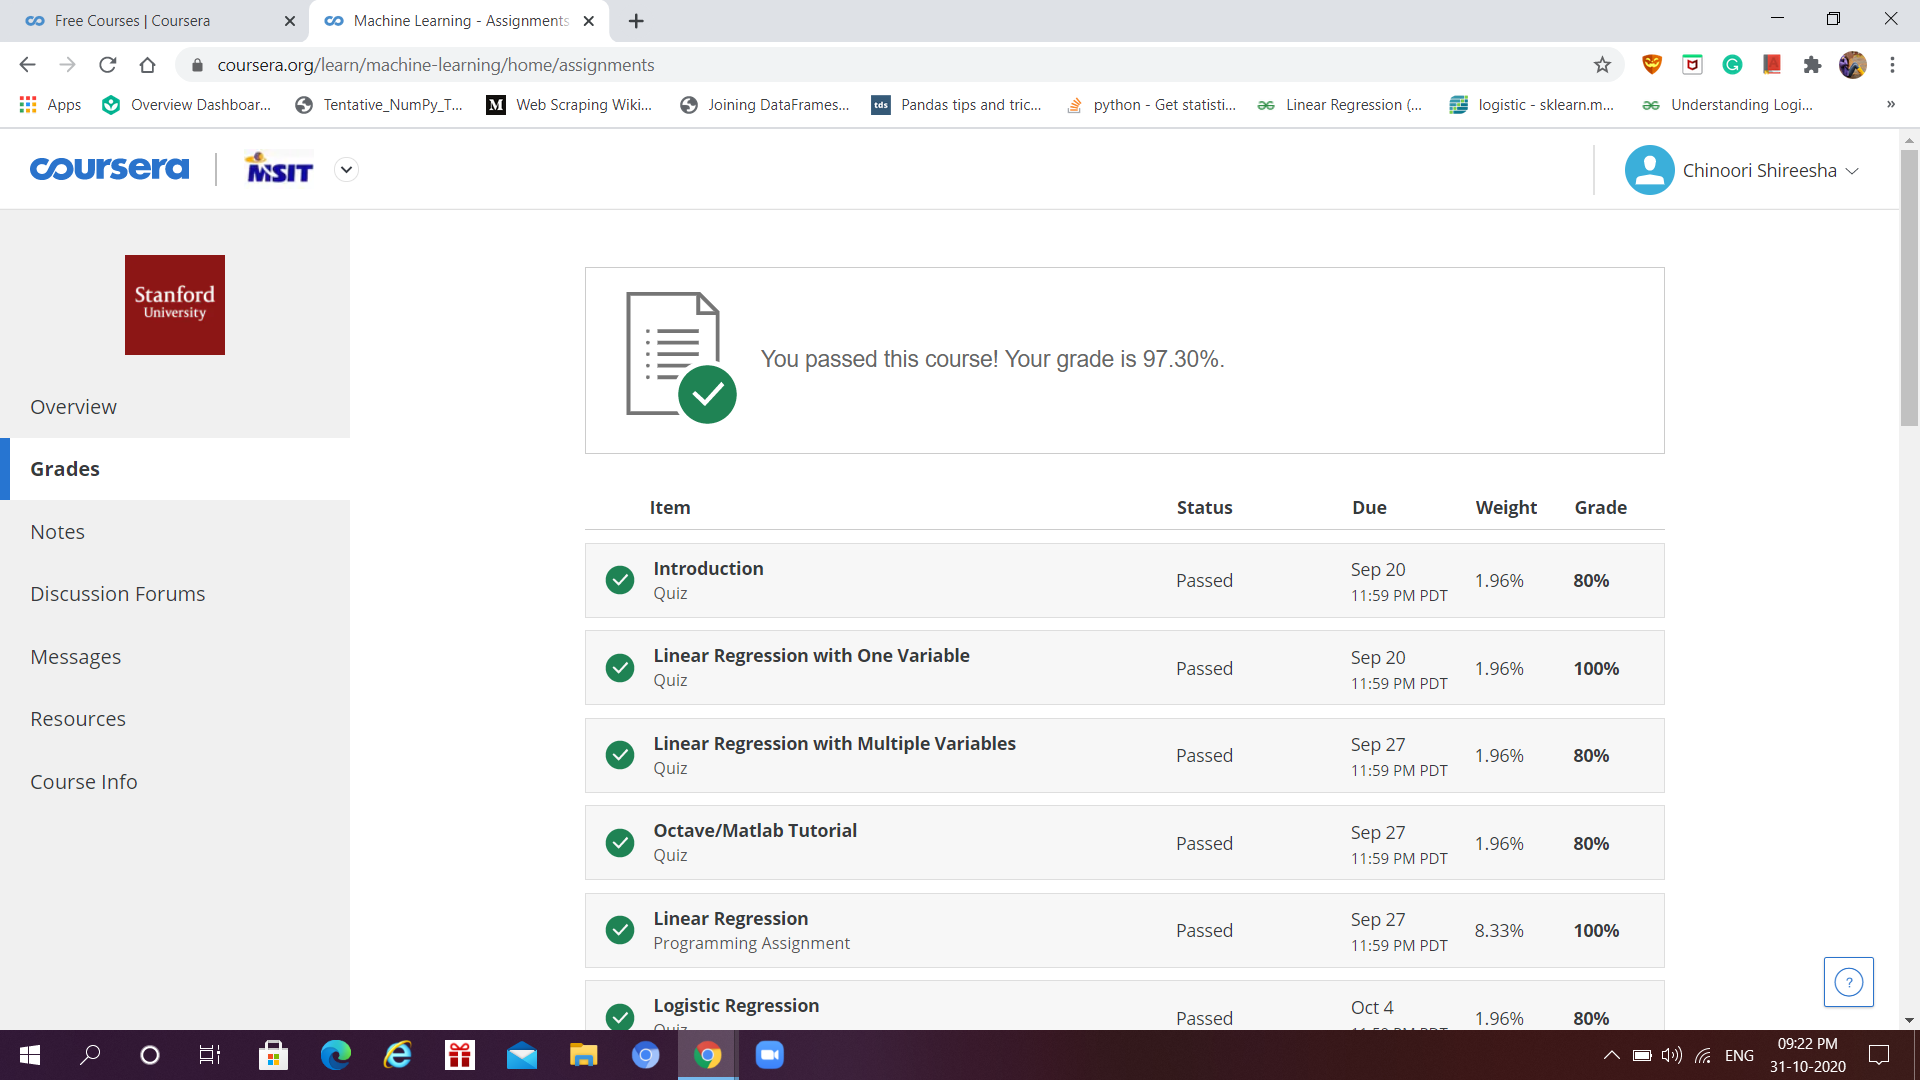 Free Courses | Coursera
Machine Learning - Assignments
coursera.org/learn/machine-learning/home/assignments
Apps
Overview Dashboar...
Tentative_NumPy_T...
M
Web Scraping Wiki...
Joining DataFrames...
tds
Pandas tips and tric...
python - Get statisti...
Linear Regression (...
logistic - sklearn.m...
Understanding Logi...
»
coursera
MSIT
Chinoori Shireesha
Stanford
University
Overview
Grades
Notes
Discussion Forums
Messages
Resources
Course Info
You passed this course! Your grade is 97.30%.
Item Status Due Weight Grade
Introduction
Quiz
Passed
Sep 20
11:59 PM PDT
1.96%
80%
Linear Regression with One Variable
Quiz
Passed
Sep 20
11:59 PM PDT
1.96%
100%
Linear Regression with Multiple Variables
Quiz
Passed
Sep 27
11:59 PM PDT
1.96%
80%
Octave/Matlab Tutorial
Quiz
Passed
Sep 27
11:59 PM PDT
1.96%
80%
Linear Regression
Programming Assignment
Passed
Sep 27
11:59 PM PDT
8.33%
100%
Logistic Regression
Quiz
Passed
Oct 4
11:59 PM PDT
1.96%
80%
?
ENG
09:22 PM
31-10-2020